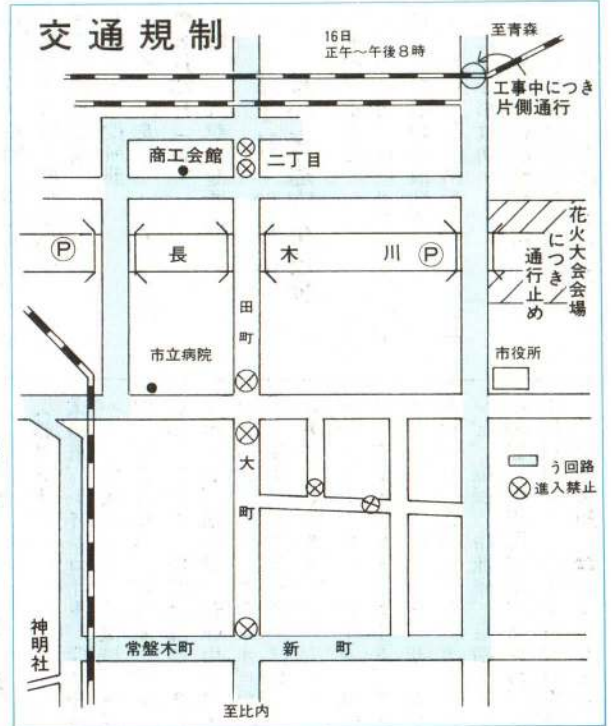 交通規制
16日
正午～午後8時
至青森
工事中につき
片側通行
商工会館
二丁目
Ⓟ
長木川
Ⓟ
花火大会会場
につき
通行止め
田町
市立病院
市役所
大町
う回路
進入禁止
神明社
常盤木町
新町
至比内